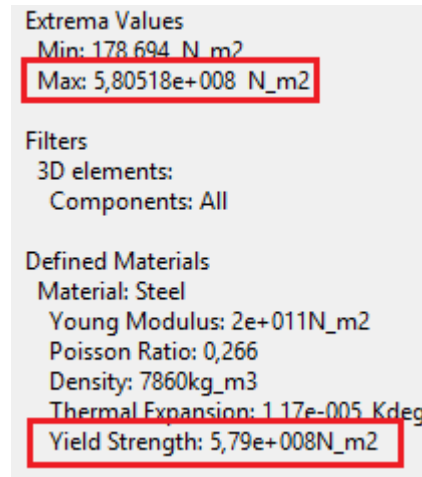 Extrema Values
Min: 178.694 N_m2
Max: 5,80518e+008 N_m2
Filters
3D elements:
Components: All
Defined Materials
Material: Steel
Young Modulus: 2e+011N_m2
Poisson Ratio: 0,266
Density: 7860kg_m3
Thermal Expansion: 1.17e-005_Kdeg
Yield Strength: 5,79e+008N_m2